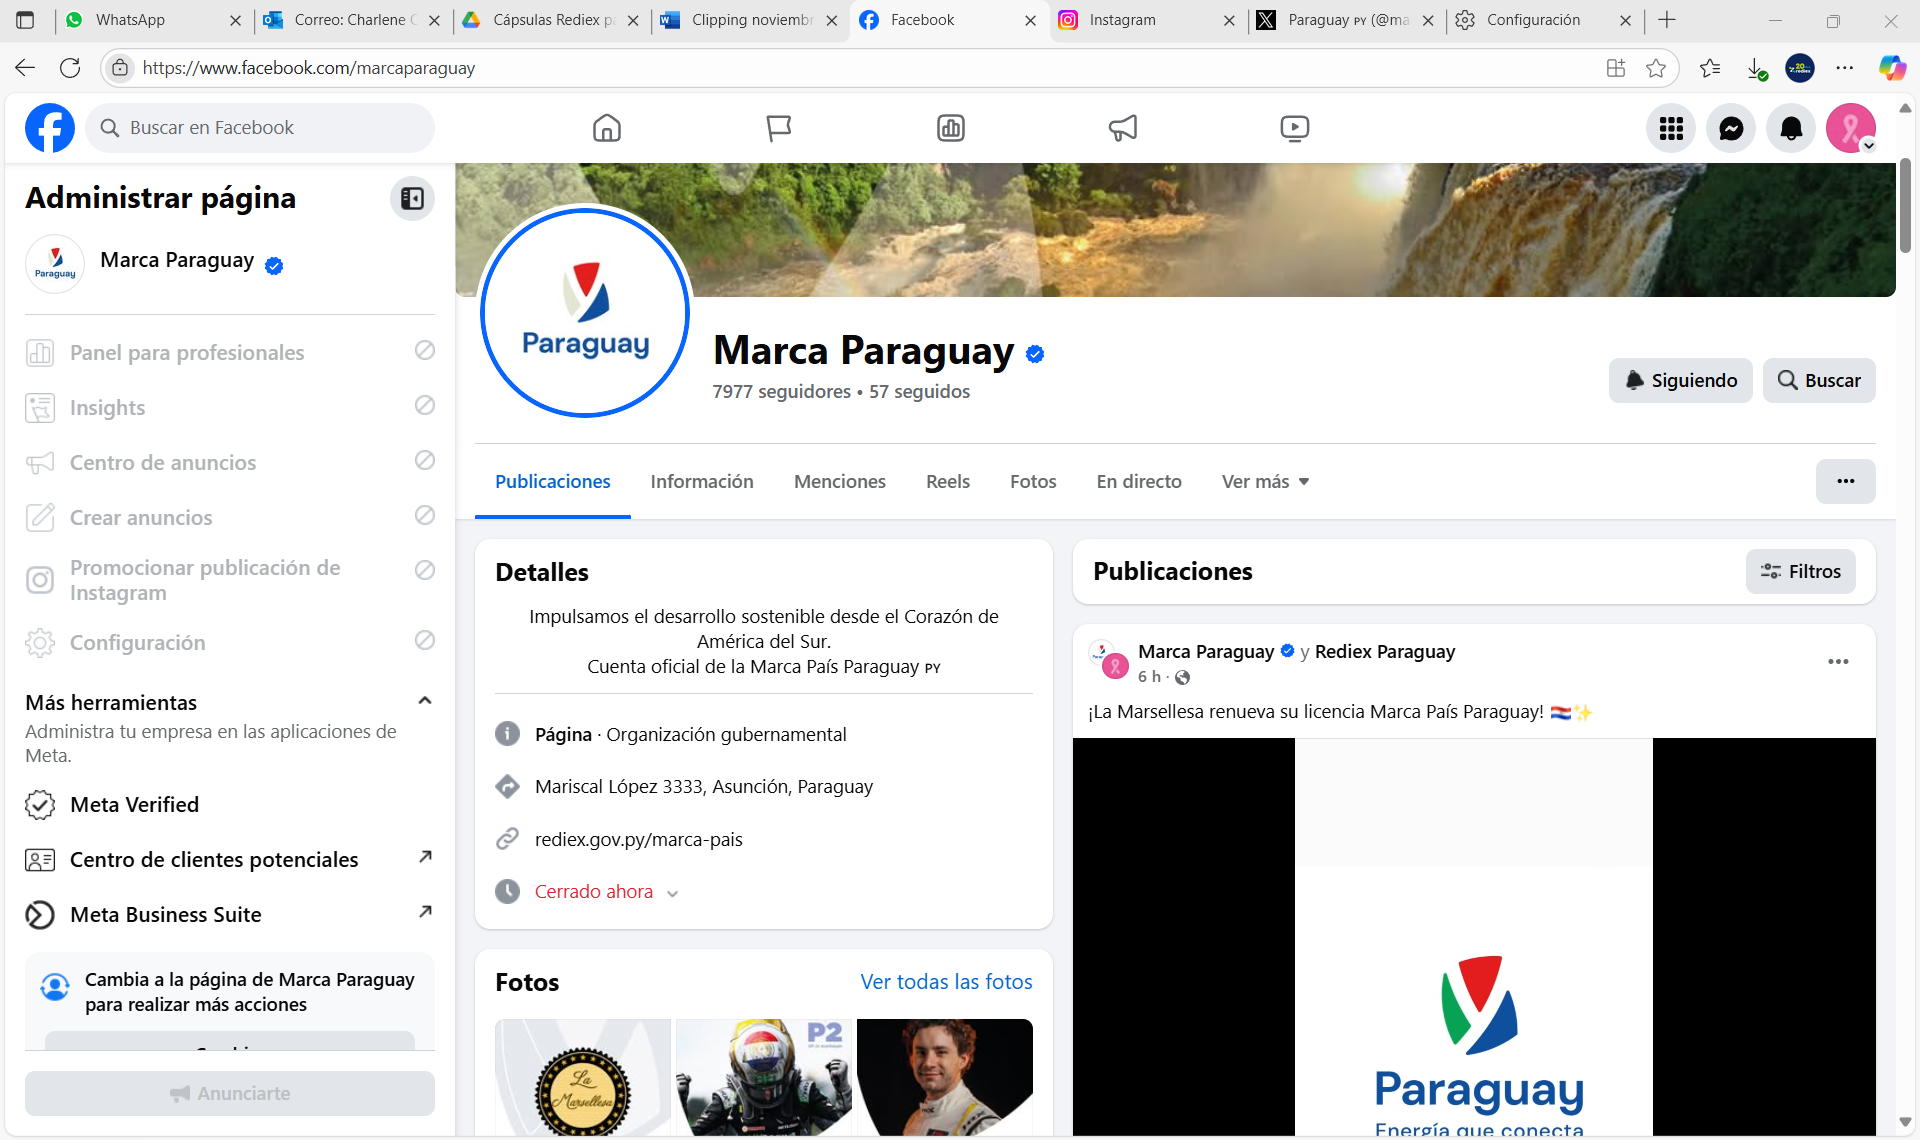 WhatsApp
Correo: Charlene C
Cápsulas Rediex pa
Clipping noviembr
Facebook
Instagram
Paraguay PY (@ma
Configuración
https://www.facebook.com/marcaparaguay
Buscar en Facebook
Administrar página
Paraguay
Marca Paraguay
Panel para profesionales
Insights
Centro de anuncios
Crear anuncios
Promocionar publicación de
Instagram
Configuración
Más herramientas
Administra tu empresa en las aplicaciones de
Meta.
Meta Verified
Centro de clientes potenciales
Meta Business Suite
Cambia a la página de Marca Paraguay
para realizar más acciones
Anunciarte
Paraguay
Marca Paraguay
7977 seguidores • 57 seguidos
Siguiendo
Buscar
Publicaciones
Información
Menciones
Reels
Fotos
En directo
Ver más
Detalles
Impulsamos el desarrollo sostenible desde el Corazón de
América del Sur.
Cuenta oficial de la Marca País Paraguay PY
Página · Organización gubernamental
Mariscal López 3333, Asunción, Paraguay
rediex.gov.py/marca-pais
Cerrado ahora
Fotos
Ver todas las fotos
La
Marsellesa
P2
Publicaciones
Filtros
Marca Paraguay y Rediex Paraguay
6 h ·
¡La Marsellesa renueva su licencia Marca País Paraguay! 🇵🇾✨
Paraguay
Energía que conecta